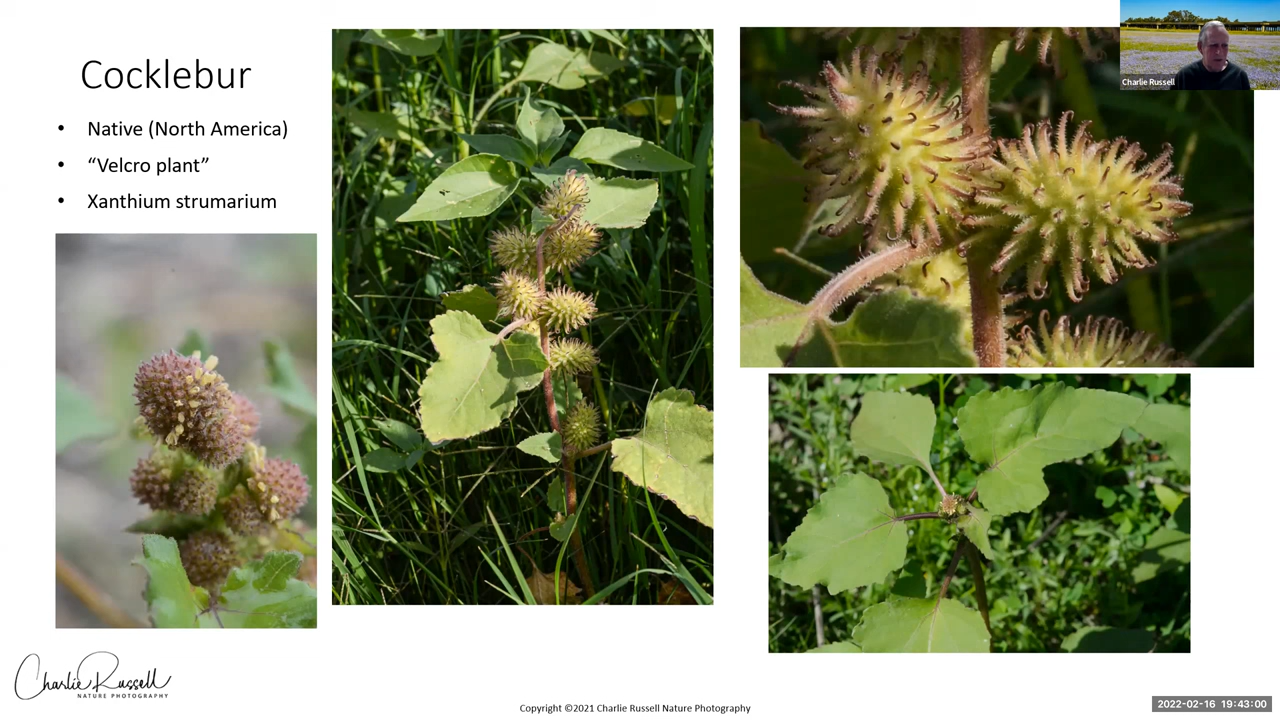 Cocklebur
• Native (North America)
• “Velcro plant”
• Xanthium strumarium
Charlie Russell
Charlie Russell
NATURE PHOTOGRAPHY
Copyright ©2021 Charlie Russell Nature Photography
2022-02-16 19:43:00